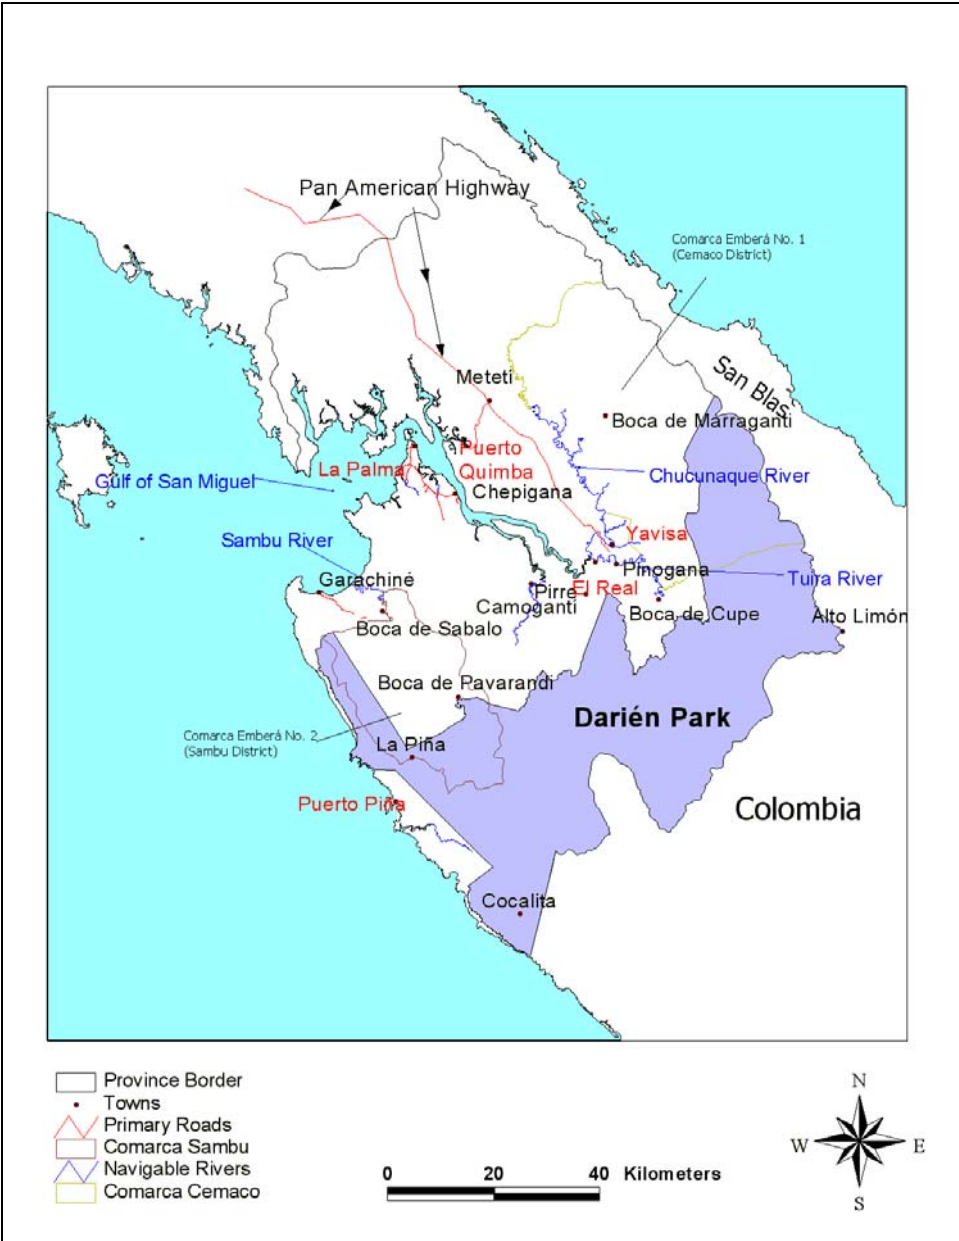 Pan American Highway
Comarca Emberá No. 1
(Cemaco District)
San Blas
Meteti
Boca de Marraganti
Puerto
Quimba
La Palma
Gulf of San Miguel
Chepigana
Chucunaque River
Sambu River
Yavisa
Garachiné
Pinogana
Tuira River
Pirre
El Real
Camoganti
Boca de Cupe
Alto Limón
Boca de Sabalo
Boca de Pavarandi
Darién Park
Comarca Emberá No. 2
(Sambu District)
La Piña
Puerto Piña
Colombia
Cocalita
Province Border
Towns
Primary Roads
Comarca Sambu
Navigable Rivers
Comarca Cemaco
0 20 40 Kilometers
N
W E
S